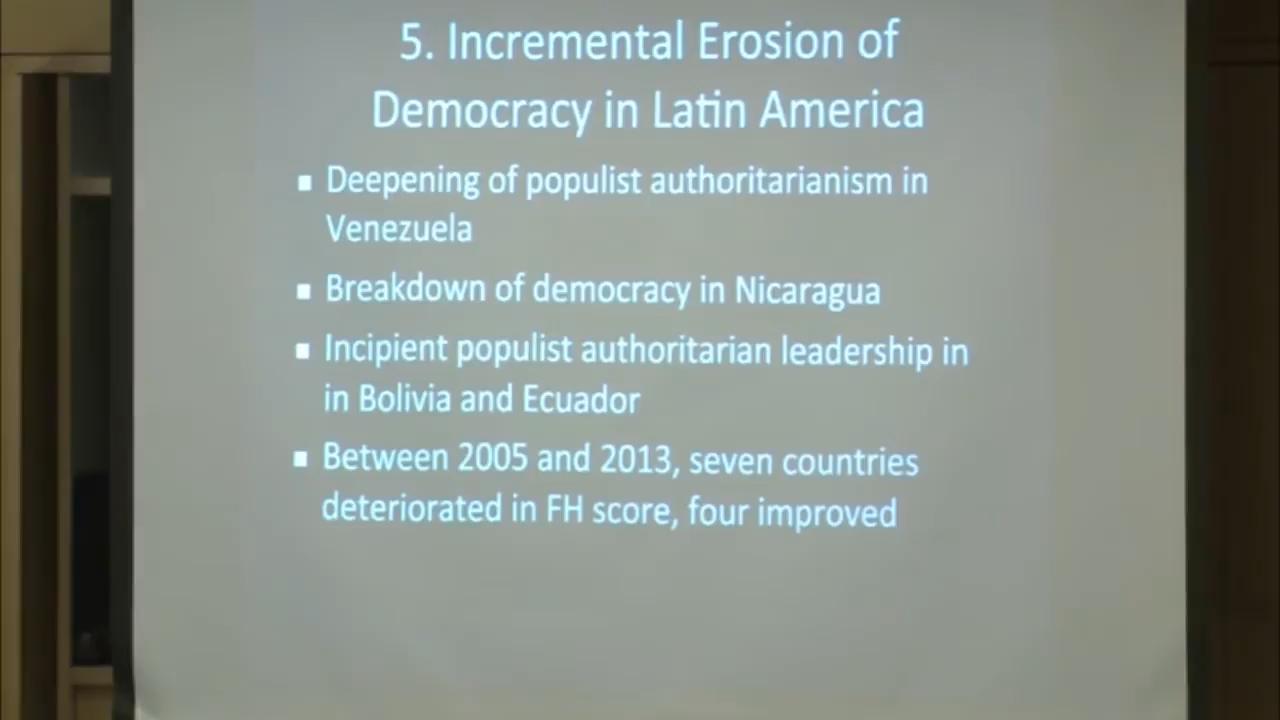 5. Incremental Erosion of
Democracy in Latin America
▪ Deepening of populist authoritarianism in
Venezuela
▪ Breakdown of democracy in Nicaragua
▪ Incipient populist authoritarian leadership in
in Bolivia and Ecuador
▪ Between 2005 and 2013, seven countries
deteriorated in FH score, four improved